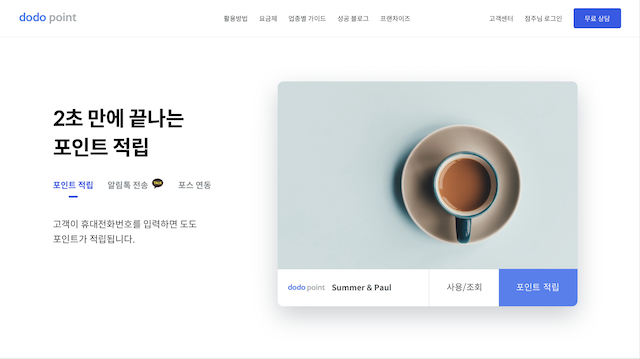 dodo point
활용방법 요금제 업종별 가이드 성공 블로그 프랜차이즈
고객센터 점주님 로그인 무료 상담
2초 만에 끝나는
포인트 적립
포인트 적립 알림톡 전송 TALK 포스 연동
고객이 휴대전화번호를 입력하면 도도
포인트가 적립됩니다.
dodo point Summer & Paul 사용/조회 포인트 적립